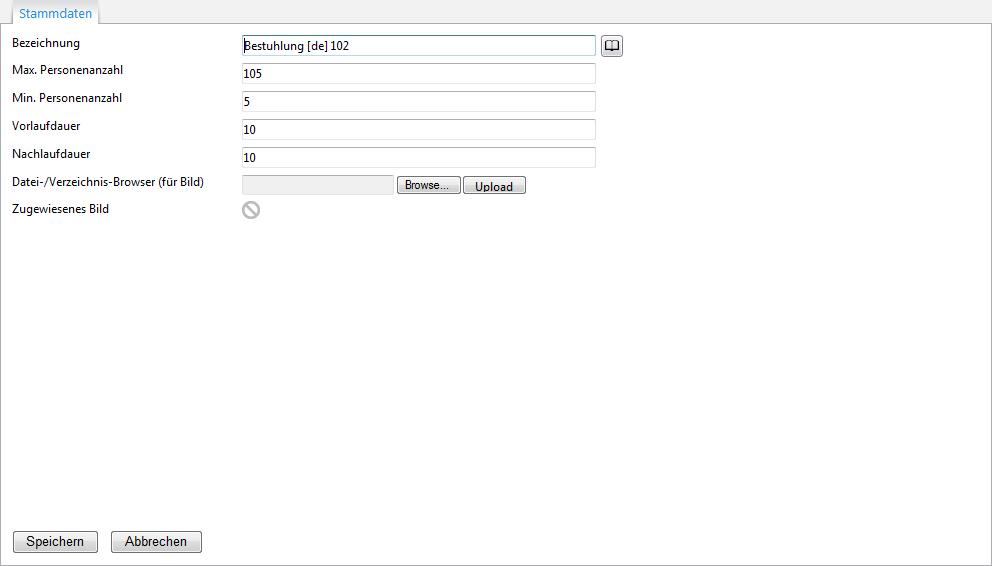 Stammdaten
Bezeichnung Bestuhlung [de] 102
Max. Personenanzahl 105
Min. Personenanzahl 5
Vorlaufdauer 10
Nachlaufdauer 10
Datei-/Verzeichnis-Browser (für Bild) Browse... Upload
Zugewiesenes Bild
Speichern Abbrechen